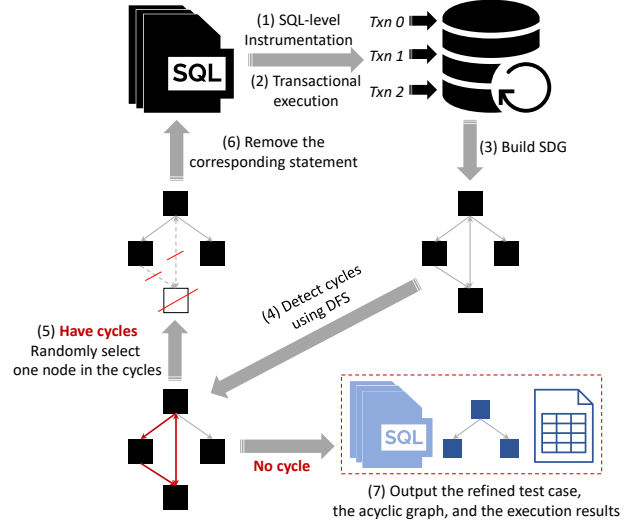 (1) SQL-level
Instrumentation
(2) Transactional
execution
SQL
Txn 0
Txn 1
Txn 2
(3) Build SDG
(6) Remove the
corresponding statement
(4) Detect cycles
using DFS
(5) Have cycles
Randomly select
one node in the cycles
No cycle
SQL
(7) Output the refined test case,
the acyclic graph, and the execution results